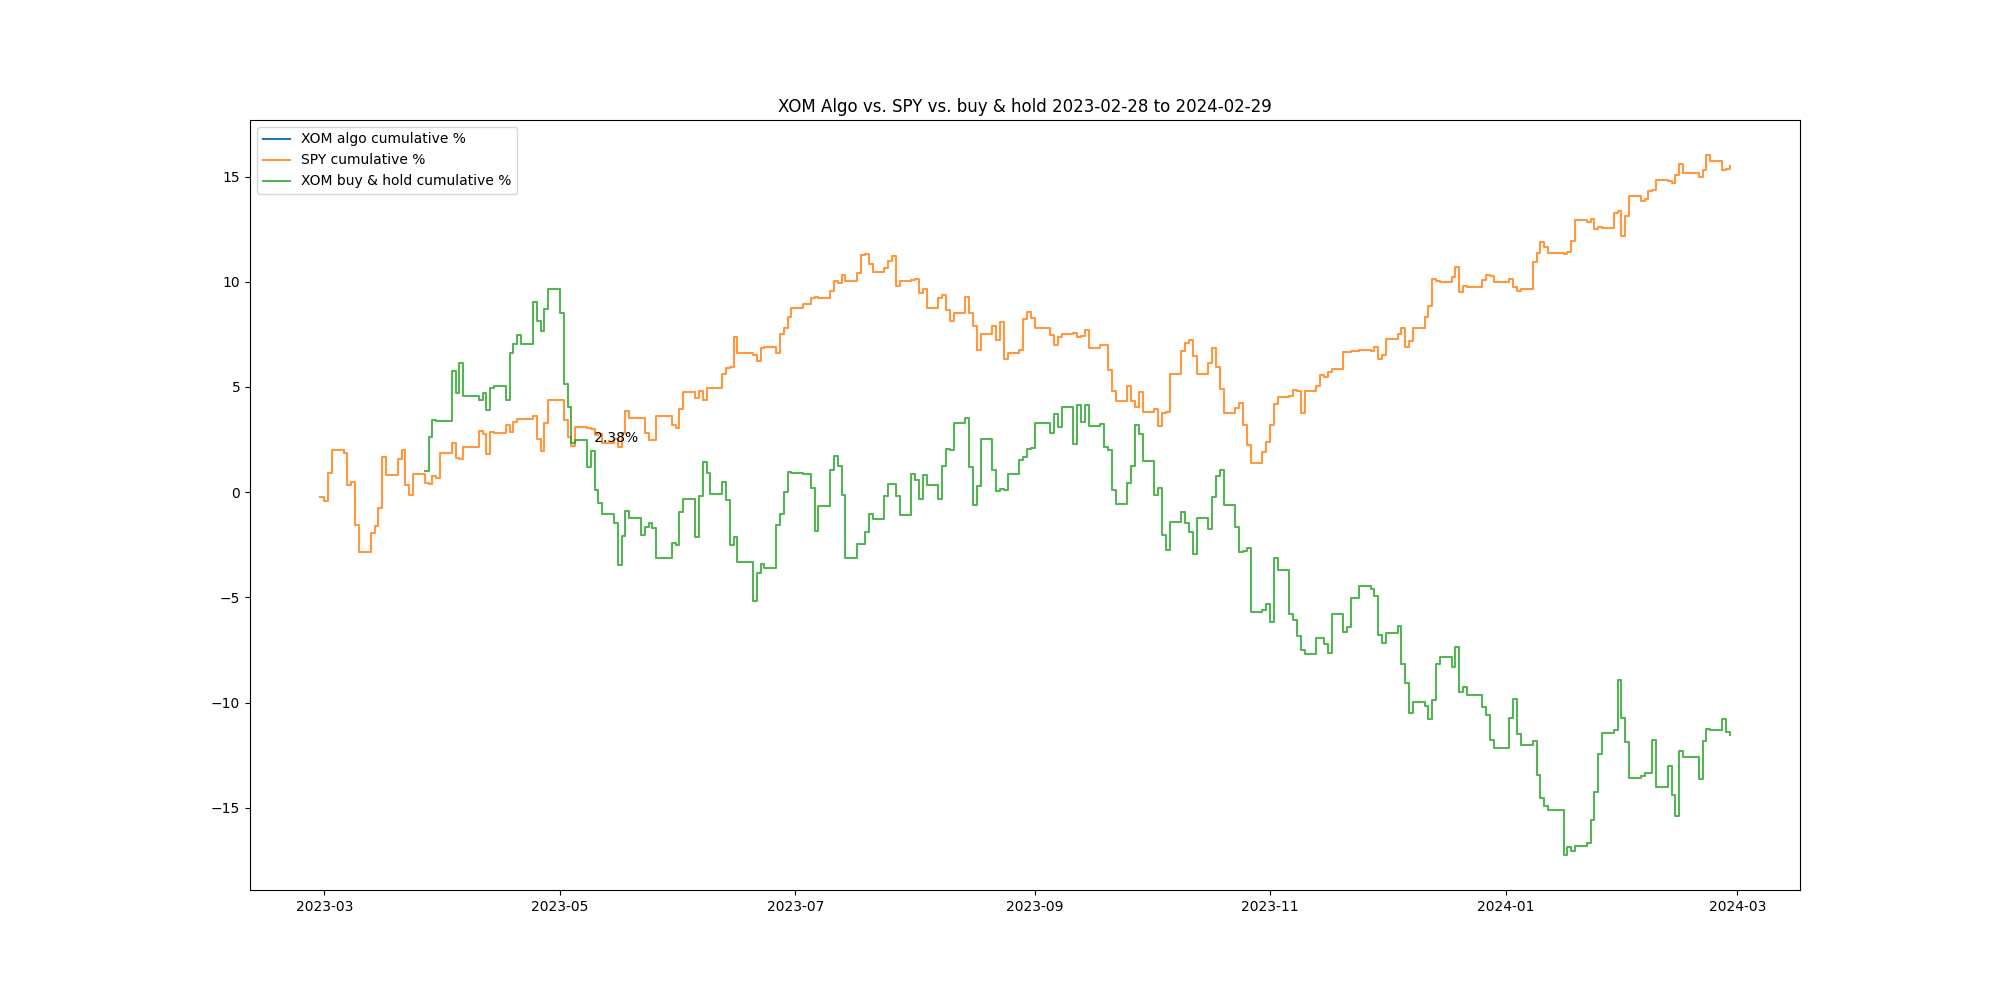 XOM Algo vs. SPY vs. buy & hold 2023-02-28 to 2024-02-29
XOM algo cumulative %
SPY cumulative %
XOM buy & hold cumulative %
15
10
5
2.38%
0
−5
−10
−15
2023-03 2023-05 2023-07 2023-09 2023-11 2024-01 2024-03